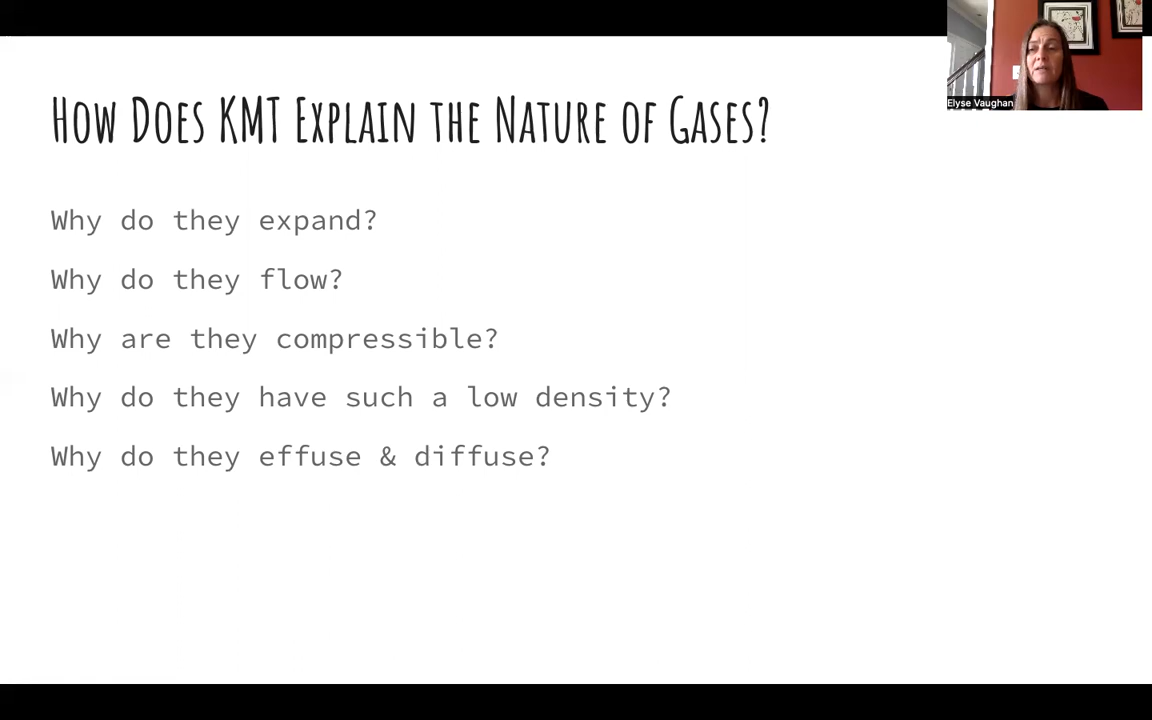 How Does KMT Explain the Nature of Gases?
Why do they expand?
Why do they flow?
Why are they compressible?
Why do they have such a low density?
Why do they effuse & diffuse?
Elyse Vaughan